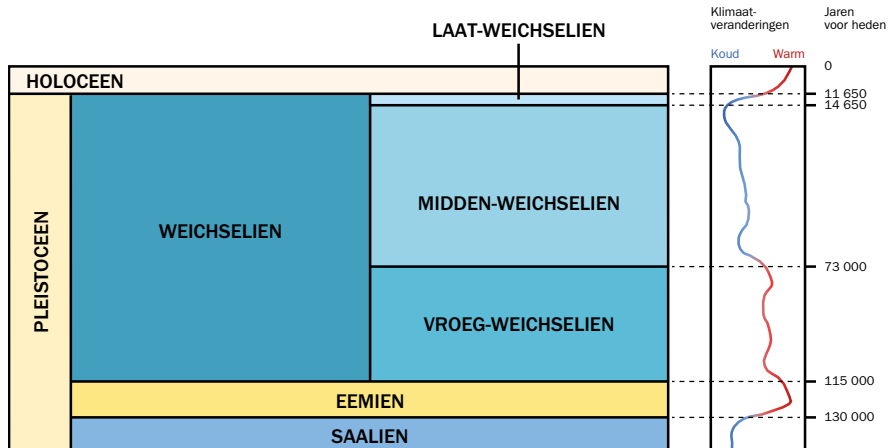 Klimaat-
veranderingen
Jaren
voor heden
LAAT-WEICHSELIEN
Koud
Warm
0
HOLOCEEN
11 650
14 650
MIDDEN-WEICHSELIEN
WEICHSELIEN
PLEISTOCEEN
73 000
VROEG-WEICHSELIEN
115 000
EEMIEN
130 000
SAALIEN